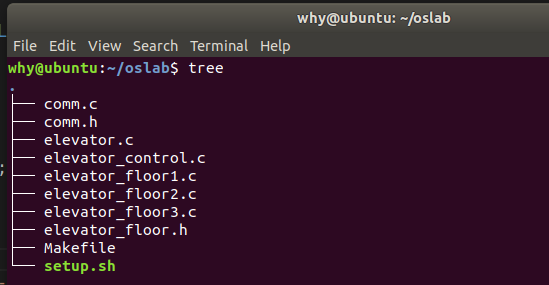 why@ubuntu: ~/oslab
File Edit View Search Terminal Help
why@ubuntu:~/oslab$ tree
.
├── comm.c
├── comm.h
├── elevator.c
├── elevator_control.c
├── elevator_floor1.c
├── elevator_floor2.c
├── elevator_floor3.c
├── elevator_floor.h
├── Makefile
└── setup.sh